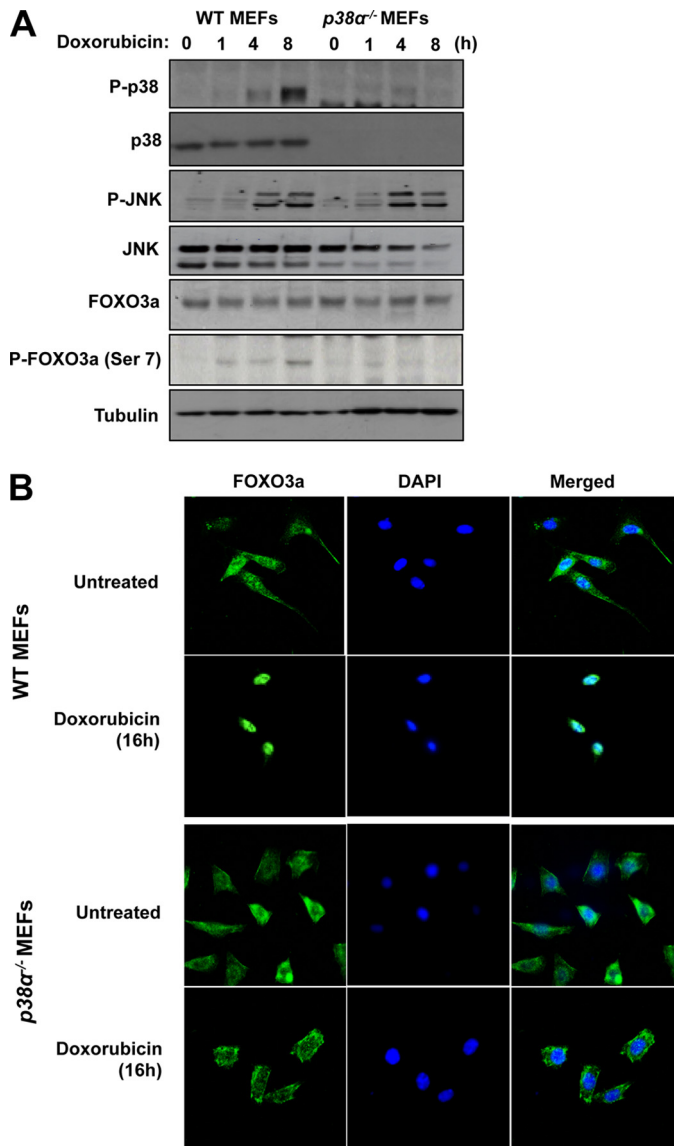 A
WT MEFs p38α-/- MEFs
Doxorubicin: 0 1 4 8 0 1 4 8 (h)
P-p38
p38
P-JNK
JNK
FOXO3a
P-FOXO3a (Ser 7)
Tubulin
B
FOXO3a DAPI Merged
WT MEFs
Untreated
Doxorubicin
(16h)
p38α-/- MEFs
Untreated
Doxorubicin
(16h)